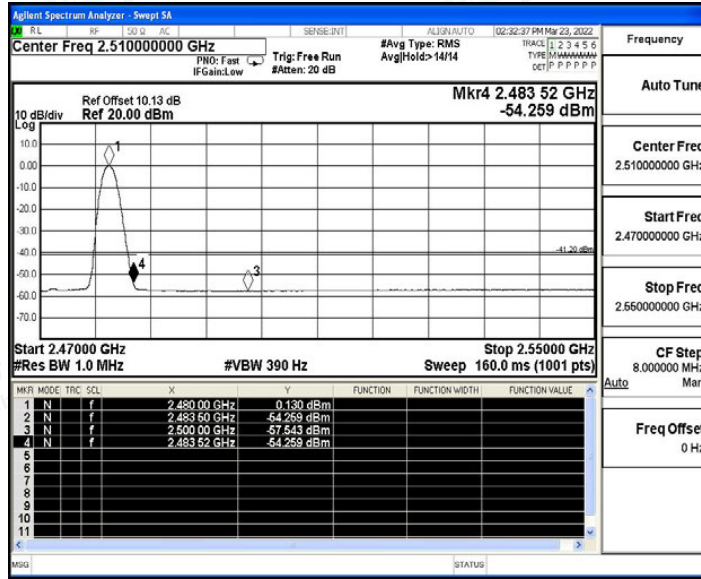 Agilent Spectrum Analyzer - Swept SA
RL RF 50 Ω AC SENSE:INT ALIGNAUTO 02:32:37 PM Mar 23, 2022
Center Freq 2.510000000 GHz
PNO: Fast
IFGain:Low
Trig: Free Run
#Atten: 20 dB
#Avg Type: RMS
Avg|Hold:>14/14
TRACE 1 2 3 4 5 6
TYPE
DET P P P P P P
Ref Offset 10.13 dB
10 dB/div Ref 20.00 dBm
Log
Mkr4 2.483 52 GHz
-54.259 dBm
10.0
0.00
-10.0
-20.0
-30.0
-40.0
-50.0
-60.0
-70.0
1
4
3
-41.20 dBm
Start 2.47000 GHz Stop 2.55000 GHz
#Res BW 1.0 MHz #VBW 390 Hz Sweep 160.0 ms (1001 pts)
MKR MODE TRC SCL X Y FUNCTION FUNCTION WIDTH FUNCTION VALUE
1 N f 2.480 00 GHz 0.130 dBm
2 N f 2.483 50 GHz -54.259 dBm
3 N f 2.500 00 GHz -57.543 dBm
4 N f 2.483 52 GHz -54.259 dBm
5
6
7
8
9
10
11
MSG STATUS
Frequency
Auto Tune
Center Freq
2.510000000 GHz
Start Freq
2.470000000 GHz
Stop Freq
2.550000000 GHz
CF Step
8.000000 MHz
Auto Man
Freq Offset
0 Hz